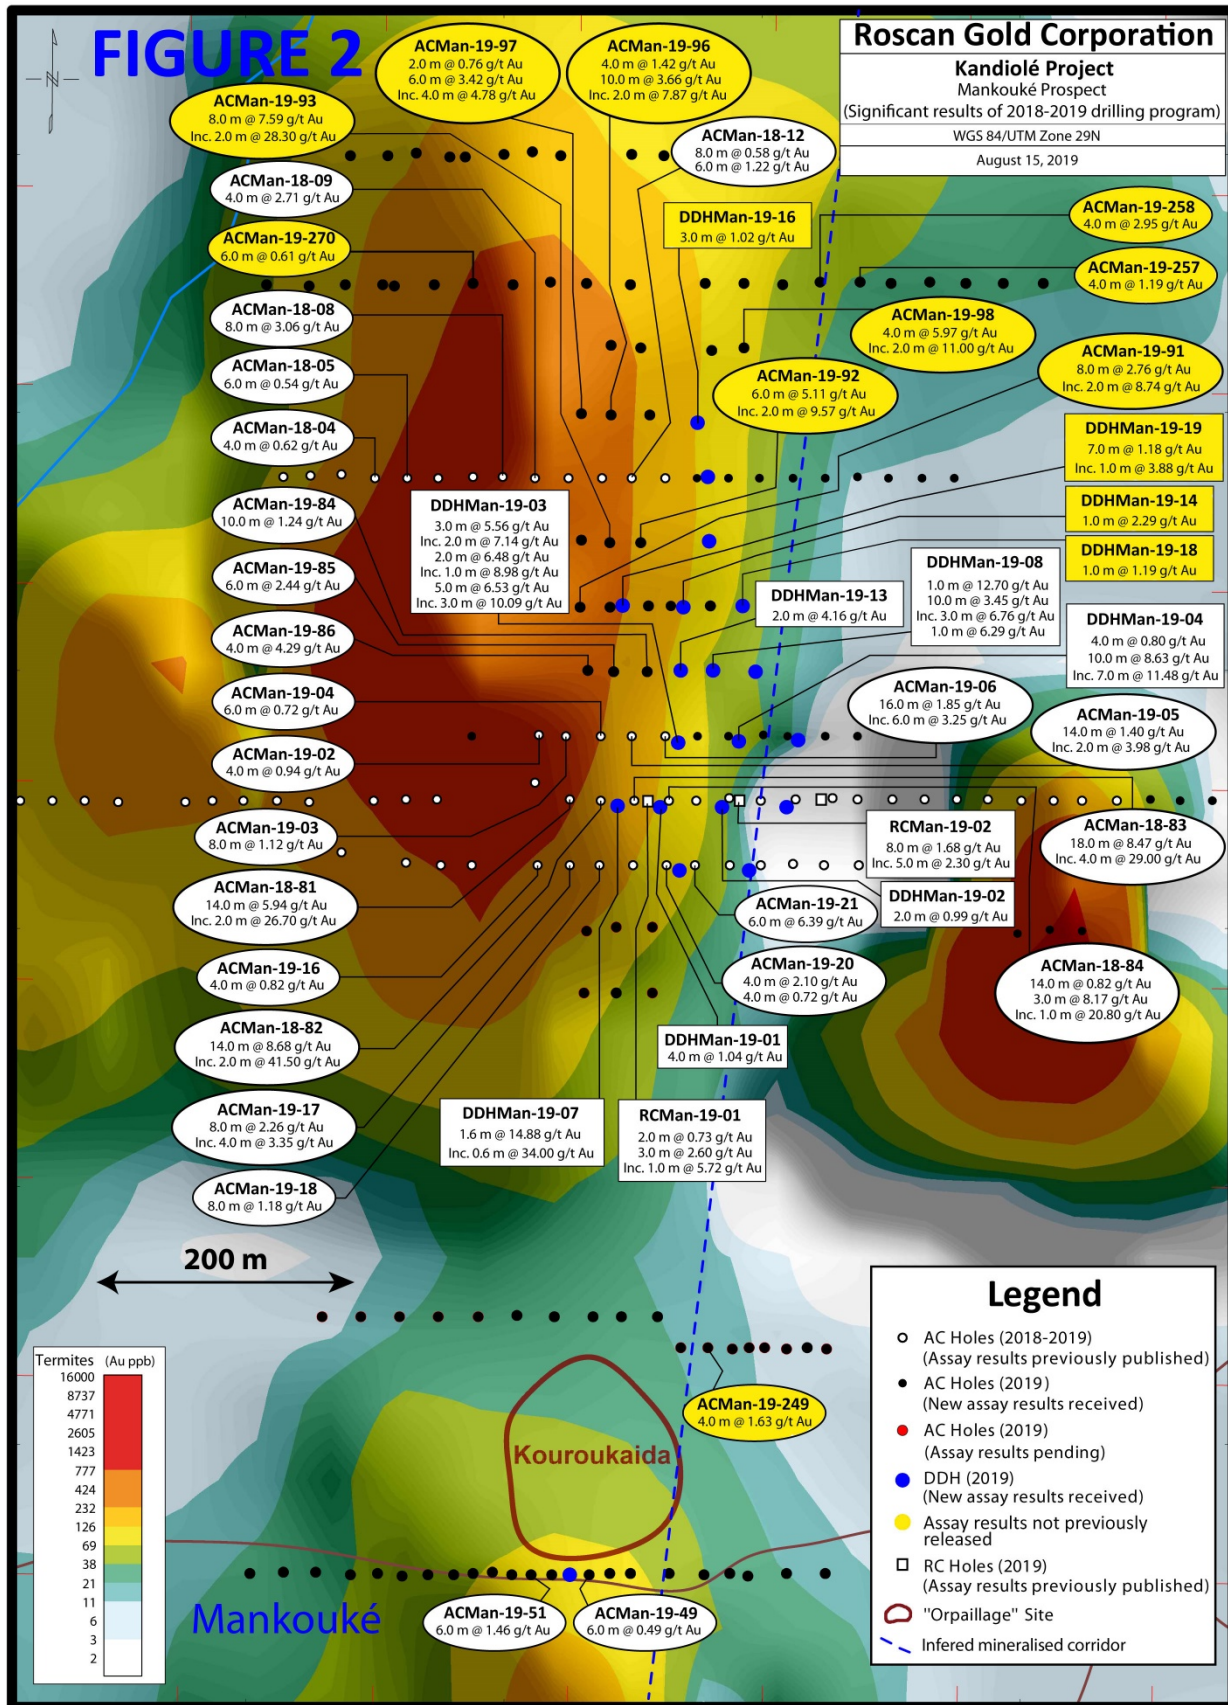 FIGURE 2
N
Roscan Gold Corporation
Kandiolé Project
Mankouké Prospect
(Significant results of 2018-2019 drilling program)
WGS 84/UTM Zone 29N
August 15, 2019
ACMan-19-97
2.0 m @ 0.76 g/t Au
6.0 m @ 3.42 g/t Au
Inc. 4.0 m @ 4.78 g/t Au
ACMan-19-96
4.0 m @ 1.42 g/t Au
10.0 m @ 3.66 g/t Au
Inc. 2.0 m @ 7.87 g/t Au
ACMan-19-93
8.0 m @ 7.59 g/t Au
Inc. 2.0 m @ 28.30 g/t Au
ACMan-18-12
8.0 m @ 0.58 g/t Au
6.0 m @ 1.22 g/t Au
ACMan-18-09
4.0 m @ 2.71 g/t Au
DDHMan-19-16
3.0 m @ 1.02 g/t Au
ACMan-19-258
4.0 m @ 2.95 g/t Au
ACMan-19-270
6.0 m @ 0.61 g/t Au
ACMan-19-257
4.0 m @ 1.19 g/t Au
ACMan-18-08
8.0 m @ 3.06 g/t Au
ACMan-19-98
4.0 m @ 5.97 g/t Au
Inc. 2.0 m @ 11.00 g/t Au
ACMan-18-05
6.0 m @ 0.54 g/t Au
ACMan-19-92
6.0 m @ 5.11 g/t Au
Inc. 2.0 m @ 9.57 g/t Au
ACMan-19-91
8.0 m @ 2.76 g/t Au
Inc. 2.0 m @ 8.74 g/t Au
ACMan-18-04
4.0 m @ 0.62 g/t Au
DDHMan-19-19
7.0 m @ 1.18 g/t Au
Inc. 1.0 m @ 3.88 g/t Au
ACMan-19-84
10.0 m @ 1.24 g/t Au
DDHMan-19-03
3.0 m @ 5.56 g/t Au
Inc. 2.0 m @ 7.14 g/t Au
2.0 m @ 6.48 g/t Au
Inc. 1.0 m @ 8.98 g/t Au
5.0 m @ 6.53 g/t Au
Inc. 3.0 m @ 10.09 g/t Au
DDHMan-19-14
1.0 m @ 2.29 g/t Au
DDHMan-19-18
1.0 m @ 1.19 g/t Au
ACMan-19-85
6.0 m @ 2.44 g/t Au
DDHMan-19-13
2.0 m @ 4.16 g/t Au
DDHMan-19-08
1.0 m @ 12.70 g/t Au
10.0 m @ 3.45 g/t Au
Inc. 3.0 m @ 6.76 g/t Au
1.0 m @ 6.29 g/t Au
DDHMan-19-04
4.0 m @ 0.80 g/t Au
10.0 m @ 8.63 g/t Au
Inc. 7.0 m @ 11.48 g/t Au
ACMan-19-86
4.0 m @ 4.29 g/t Au
ACMan-19-04
6.0 m @ 0.72 g/t Au
ACMan-19-06
16.0 m @ 1.85 g/t Au
Inc. 6.0 m @ 3.25 g/t Au
ACMan-19-05
14.0 m @ 1.40 g/t Au
Inc. 2.0 m @ 3.98 g/t Au
ACMan-19-02
4.0 m @ 0.94 g/t Au
ACMan-19-03
8.0 m @ 1.12 g/t Au
RCMan-19-02
8.0 m @ 1.68 g/t Au
Inc. 5.0 m @ 2.30 g/t Au
ACMan-18-83
18.0 m @ 8.47 g/t Au
Inc. 4.0 m @ 29.00 g/t Au
ACMan-18-81
14.0 m @ 5.94 g/t Au
Inc. 2.0 m @ 26.70 g/t Au
ACMan-19-21
6.0 m @ 6.39 g/t Au
DDHMan-19-02
2.0 m @ 0.99 g/t Au
ACMan-19-16
4.0 m @ 0.82 g/t Au
ACMan-19-20
4.0 m @ 2.10 g/t Au
4.0 m @ 0.72 g/t Au
ACMan-18-84
14.0 m @ 0.82 g/t Au
3.0 m @ 8.17 g/t Au
Inc. 1.0 m @ 20.80 g/t Au
ACMan-18-82
14.0 m @ 8.68 g/t Au
Inc. 2.0 m @ 41.50 g/t Au
DDHMan-19-01
4.0 m @ 1.04 g/t Au
ACMan-19-17
8.0 m @ 2.26 g/t Au
Inc. 4.0 m @ 3.35 g/t Au
DDHMan-19-07
1.6 m @ 14.88 g/t Au
Inc. 0.6 m @ 34.00 g/t Au
RCMan-19-01
2.0 m @ 0.73 g/t Au
3.0 m @ 2.60 g/t Au
Inc. 1.0 m @ 5.72 g/t Au
ACMan-19-18
8.0 m @ 1.18 g/t Au
200 m
Termites (Au ppb)
16000
8737
4771
2605
1423
777
424
232
126
69
38
21
11
6
3
2
ACMan-19-249
4.0 m @ 1.63 g/t Au
Kouroukaida
Mankouké
ACMan-19-51
6.0 m @ 1.46 g/t Au
ACMan-19-49
6.0 m @ 0.49 g/t Au
Legend
AC Holes (2018-2019)
(Assay results previously published)
AC Holes (2019)
(New assay results received)
AC Holes (2019)
(Assay results pending)
DDH (2019)
(New assay results received)
Assay results not previously
released
RC Holes (2019)
(Assay results previously published)
"Orpaillage" Site
Infered mineralised corridor